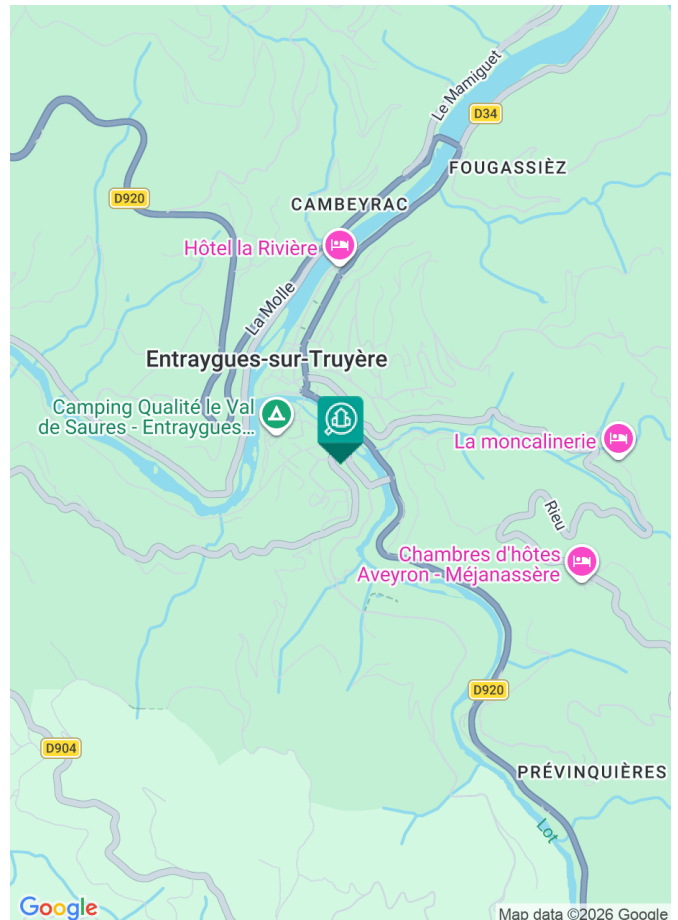 Le Mamiguet
D34
FOUGASSIÈZ
D920
CAMBEYRAC
Hôtel la Rivière
La Molle
Entraygues-sur-Truyère
Camping Qualité le Val
de Saures - Entraygues...
La moncalinerie
Rieu
Chambres d'hôtes
Aveyron - Méjanassère
D920
D904
PRÉVINQUIÈRES
Lot
Google
Map data ©2026 Google